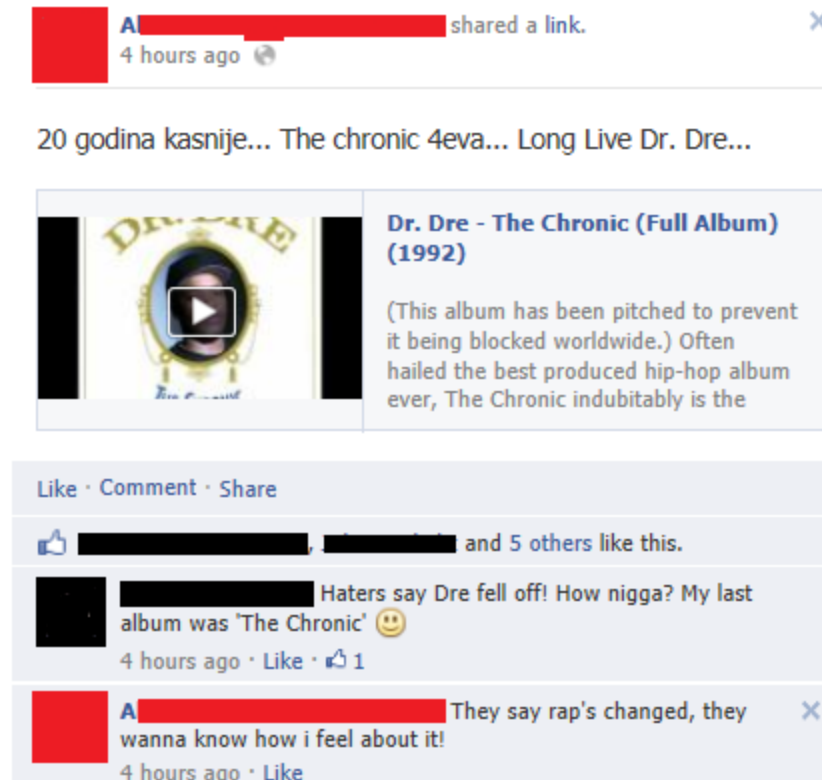 Al shared a link.
4 hours ago
20 godina kasnije... The chronic 4eva... Long Live Dr. Dre...
DR. DRE
Dr. Dre - The Chronic (Full Album)
(1992)
(This album has been pitched to prevent
it being blocked worldwide.) Often
hailed the best produced hip-hop album
ever, The Chronic indubitably is the
Like · Comment · Share
, and 5 others like this.
Haters say Dre fell off! How nigga? My last
album was 'The Chronic'
4 hours ago · Like · 1
A They say rap's changed, they
wanna know how i feel about it!
4 hours ago · Like